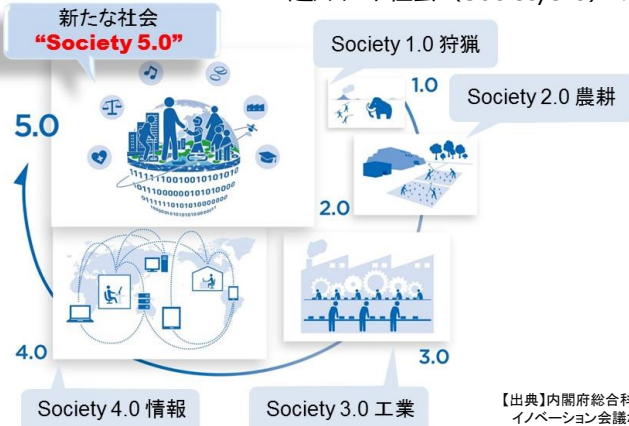 新たな社会
“Society 5.0”
Society 1.0 狩猟
1.0
Society 2.0 農耕
5.0
2.0
4.0
3.0
Society 4.0 情報
Society 3.0 工業
【出典】内閣府総合科
イノベーション会議